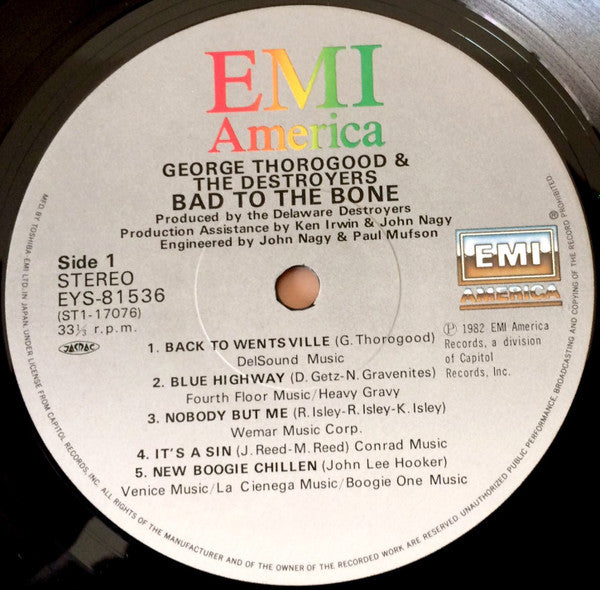 EMI
America
GEORGE THOROGOOD &
THE DESTROYERS
BAD TO THE BONE
Produced by the Delaware Destroyers
Production Assistance by Ken Irwin & John Nagy
Engineered by John Nagy & Paul Mufson
Side 1
STEREO
EYS-81536
(ST1-17076)
33⅓ r.p.m.
JASRAC
®
EMI
AMERICA
Ⓟ 1982 EMI America
Records, a division
of Capitol
Records, Inc.
1. BACK TO WENTSVILLE (G. Thorogood)
DelSound Music
2. BLUE HIGHWAY (D. Getz-N. Gravenites)
Fourth Floor Music/Heavy Gravy
3. NOBODY BUT ME (R. Isley-R. Isley-K. Isley)
Wemar Music Corp.
4. IT'S A SIN (J. Reed-M. Reed) Conrad Music
5. NEW BOOGIE CHILLEN (John Lee Hooker)
Venice Music/La Cienega Music/Boogie One Music
MFD. BY TOSHIBA-EMI LTD. IN JAPAN, UNDER LICENSE FROM CAPITOL RECORDS, INC. ALL RIGHTS OF THE MANUFACTURER AND OF THE OWNER OF THE RECORDED WORK ARE RESERVED. UNAUTHORIZED PUBLIC PERFORMANCE, BROADCASTING AND COPYING OF THE RECORD PROHIBITED.